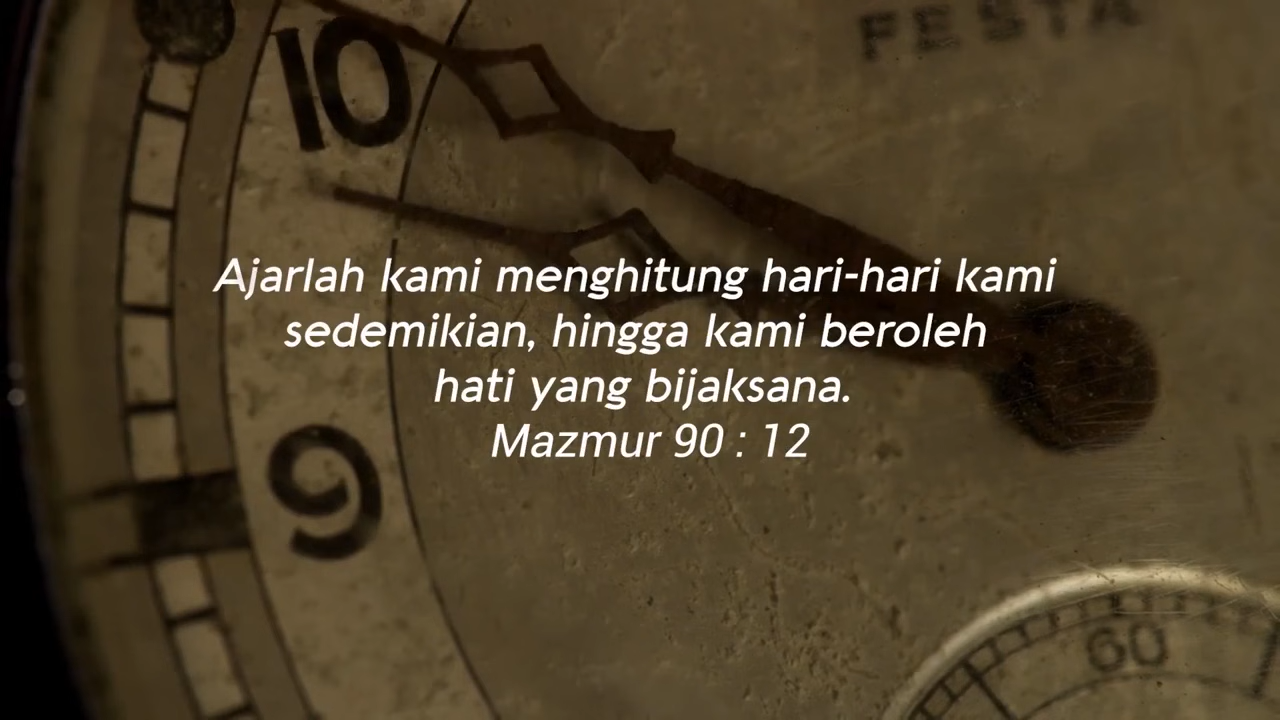 FESTA
10
Ajarlah kami menghitung hari-hari kami
sedemikian, hingga kami beroleh
hati yang bijaksana.
Mazmur 90 : 12
9
60